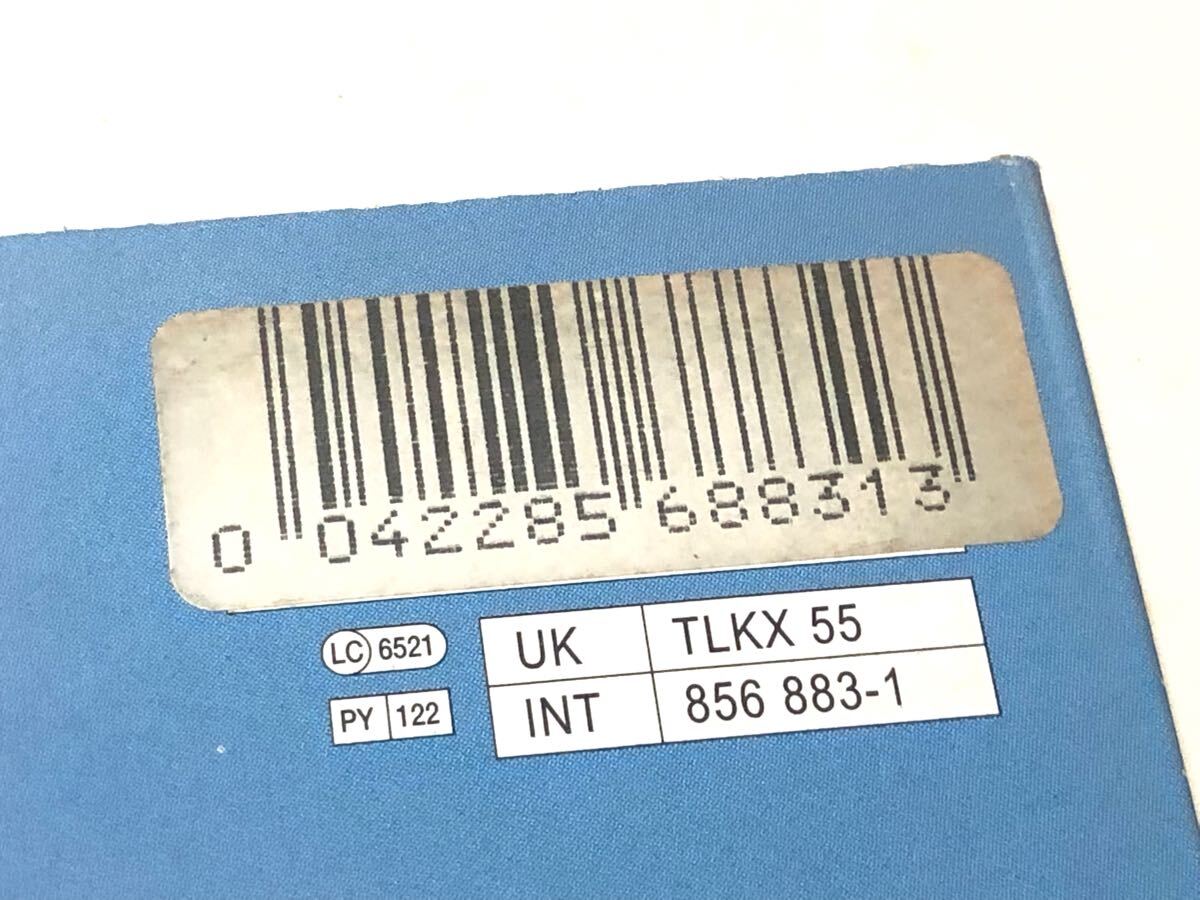 0 042285 688313
LC 6521
PY 122
UK TLKX 55
INT 856 883-1